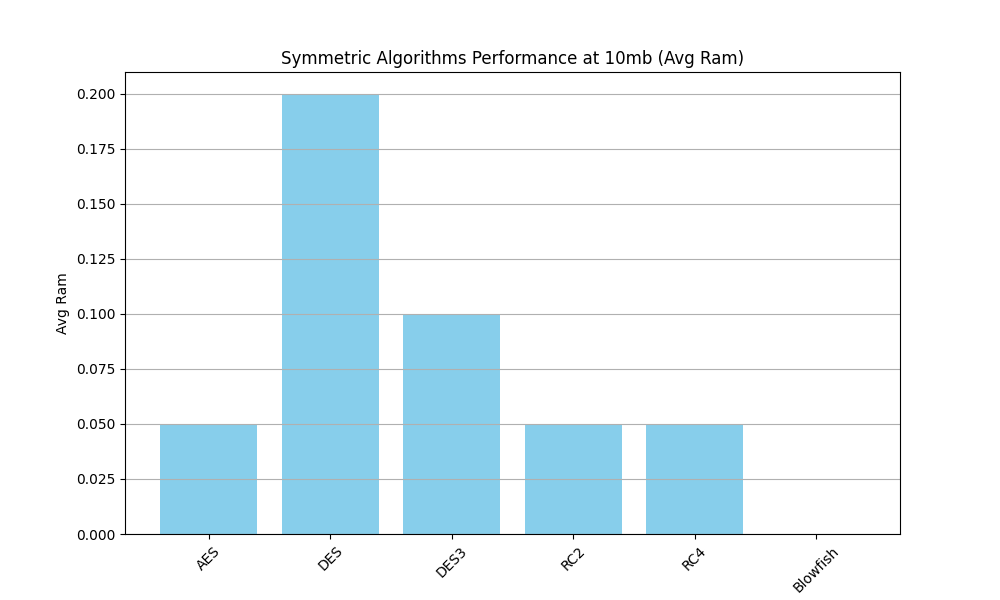 Symmetric Algorithms Performance at 10mb (Avg Ram)
Avg Ram
0.200
0.175
0.150
0.125
0.100
0.075
0.050
0.025
0.000
AES
DES
DES3
RC2
RC4
Blowfish